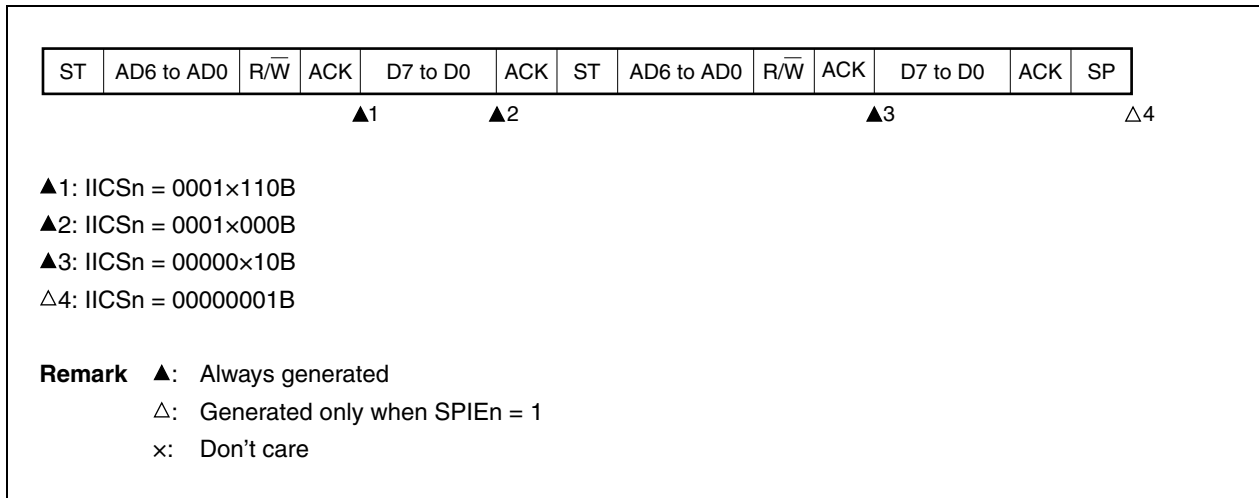 ST AD6 to AD0 R/W̅ ACK D7 to D0 ACK ST AD6 to AD0 R/W̅ ACK D7 to D0 ACK SP
▲1 ▲2 ▲3 △4
▲1: IICSn = 0001×110B
▲2: IICSn = 0001×000B
▲3: IICSn = 00000×10B
△4: IICSn = 00000001B
Remark ▲: Always generated
△: Generated only when SPIEn = 1
×: Don't care